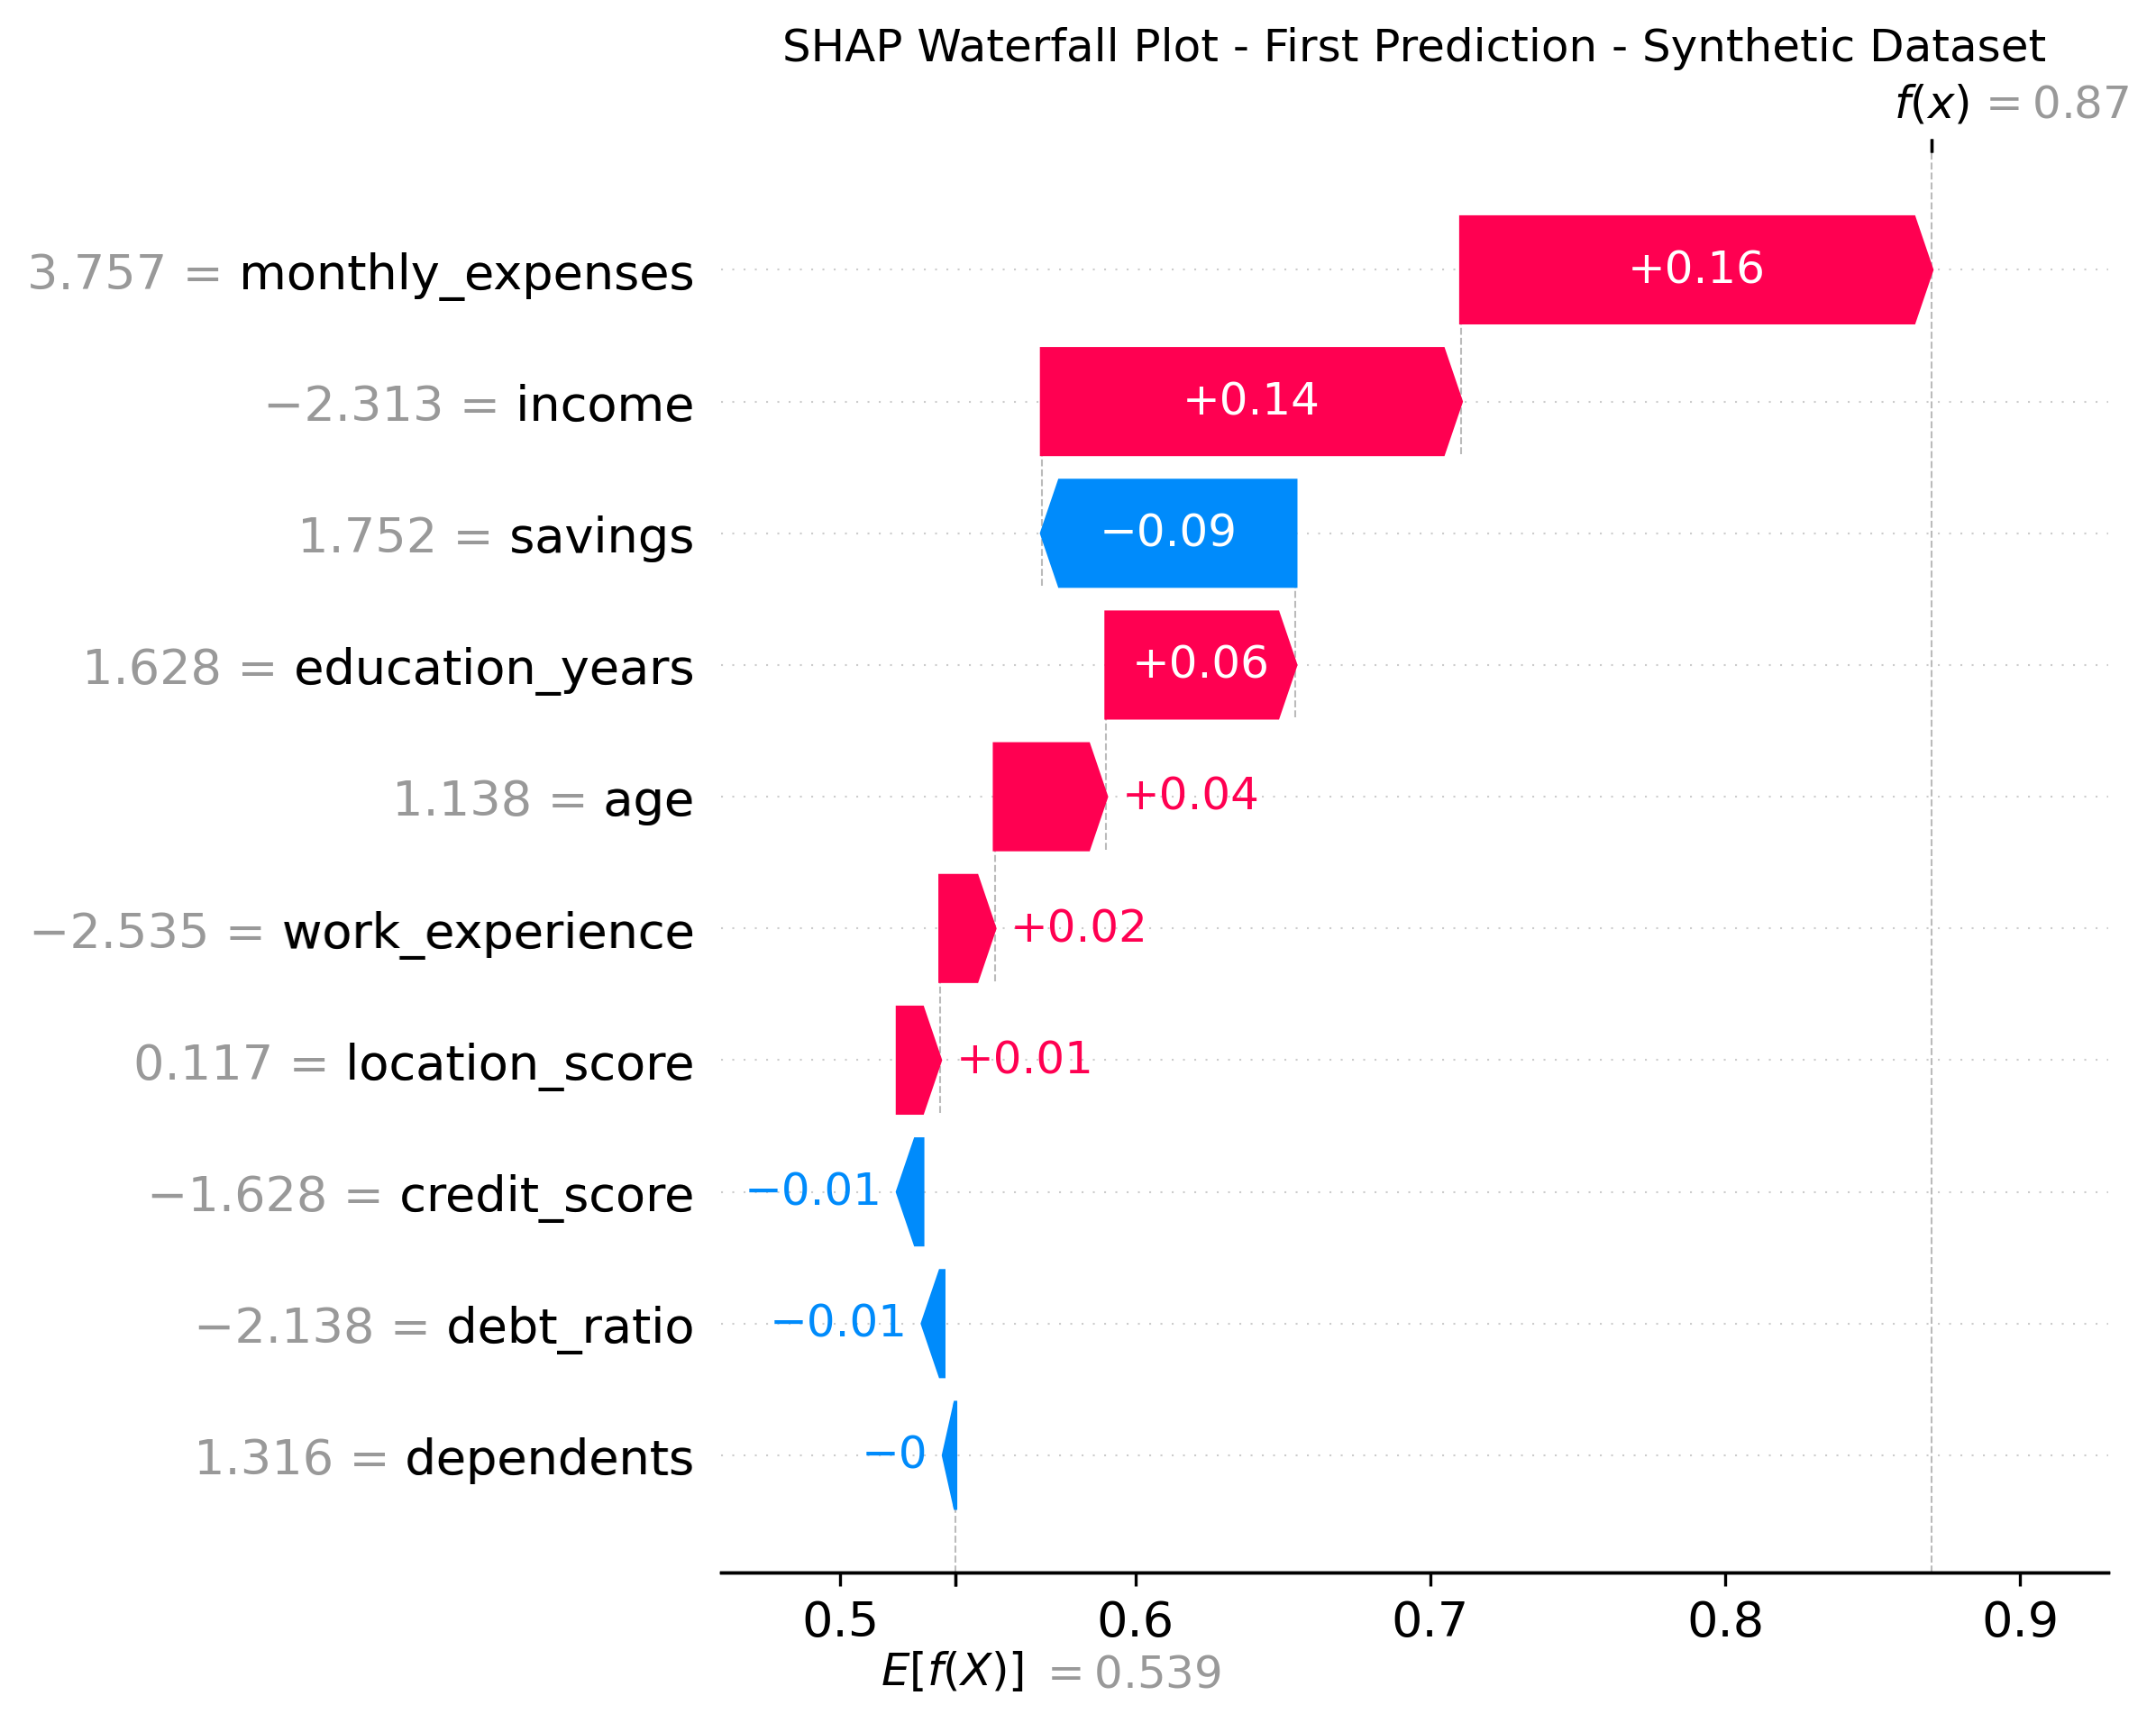 SHAP Waterfall Plot - First Prediction - Synthetic Dataset
f(x) = 0.87
3.757 = monthly_expenses +0.16
−2.313 = income +0.14
1.752 = savings −0.09
1.628 = education_years +0.06
1.138 = age +0.04
−2.535 = work_experience +0.02
0.117 = location_score +0.01
−1.628 = credit_score −0.01
−2.138 = debt_ratio −0.01
1.316 = dependents −0
0.5 0.6 0.7 0.8 0.9
E[f(X)] = 0.539